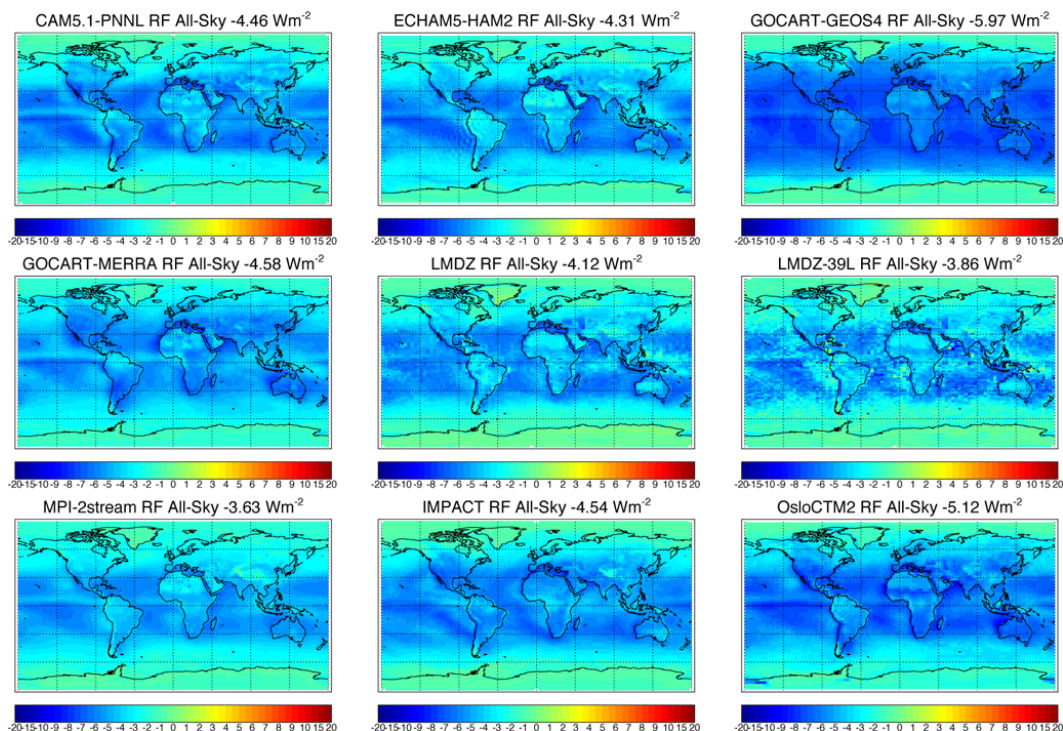 CAM5.1-PNNL RF All-Sky -4.46 Wm-2
ECHAM5-HAM2 RF All-Sky -4.31 Wm-2
GOCART-GEOS4 RF All-Sky -5.97 Wm-2
-20-15-10-9 -8 -7 -6 -5 -4 -3 -2 -1 0 1 2 3 4 5 6 7 8 9 10 15 20
-20-15-10-9 -8 -7 -6 -5 -4 -3 -2 -1 0 1 2 3 4 5 6 7 8 9 10 15 20
-20-15-10-9 -8 -7 -6 -5 -4 -3 -2 -1 0 1 2 3 4 5 6 7 8 9 10 15 20
GOCART-MERRA RF All-Sky -4.58 Wm-2
LMDZ RF All-Sky -4.12 Wm-2
LMDZ-39L RF All-Sky -3.86 Wm-2
-20-15-10-9 -8 -7 -6 -5 -4 -3 -2 -1 0 1 2 3 4 5 6 7 8 9 10 15 20
-20-15-10-9 -8 -7 -6 -5 -4 -3 -2 -1 0 1 2 3 4 5 6 7 8 9 10 15 20
-20-15-10-9 -8 -7 -6 -5 -4 -3 -2 -1 0 1 2 3 4 5 6 7 8 9 10 15 20
MPI-2stream RF All-Sky -3.63 Wm-2
IMPACT RF All-Sky -4.54 Wm-2
OsloCTM2 RF All-Sky -5.12 Wm-2
-20-15-10-9 -8 -7 -6 -5 -4 -3 -2 -1 0 1 2 3 4 5 6 7 8 9 10 15 20
-20-15-10-9 -8 -7 -6 -5 -4 -3 -2 -1 0 1 2 3 4 5 6 7 8 9 10 15 20
-20-15-10-9 -8 -7 -6 -5 -4 -3 -2 -1 0 1 2 3 4 5 6 7 8 9 10 15 20